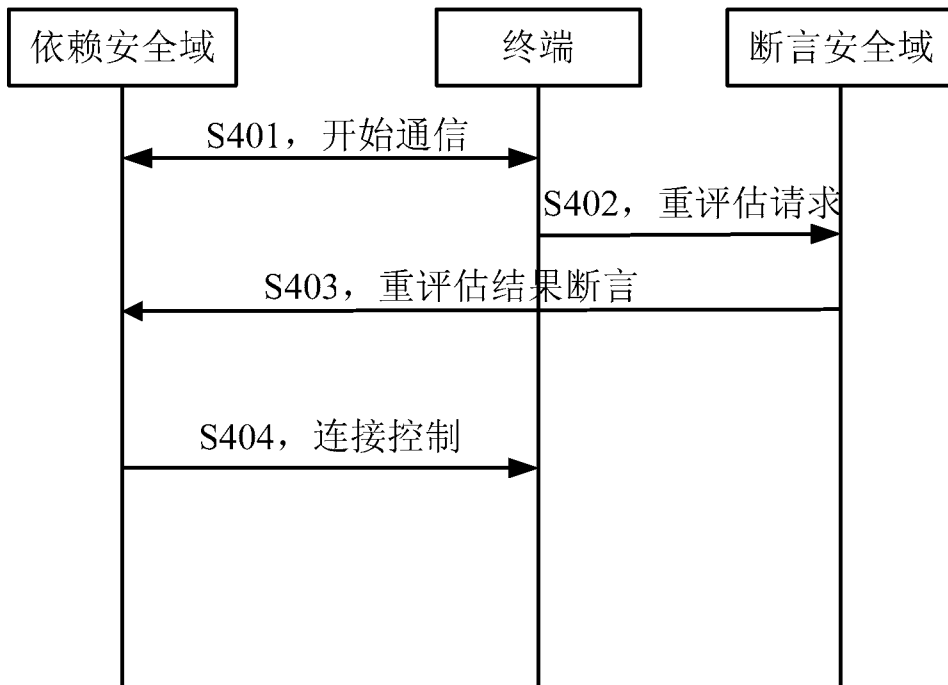 依赖安全域
终端
断言安全域
S401，开始通信
S402，重评估请求
S403，重评估结果断言
S404，连接控制